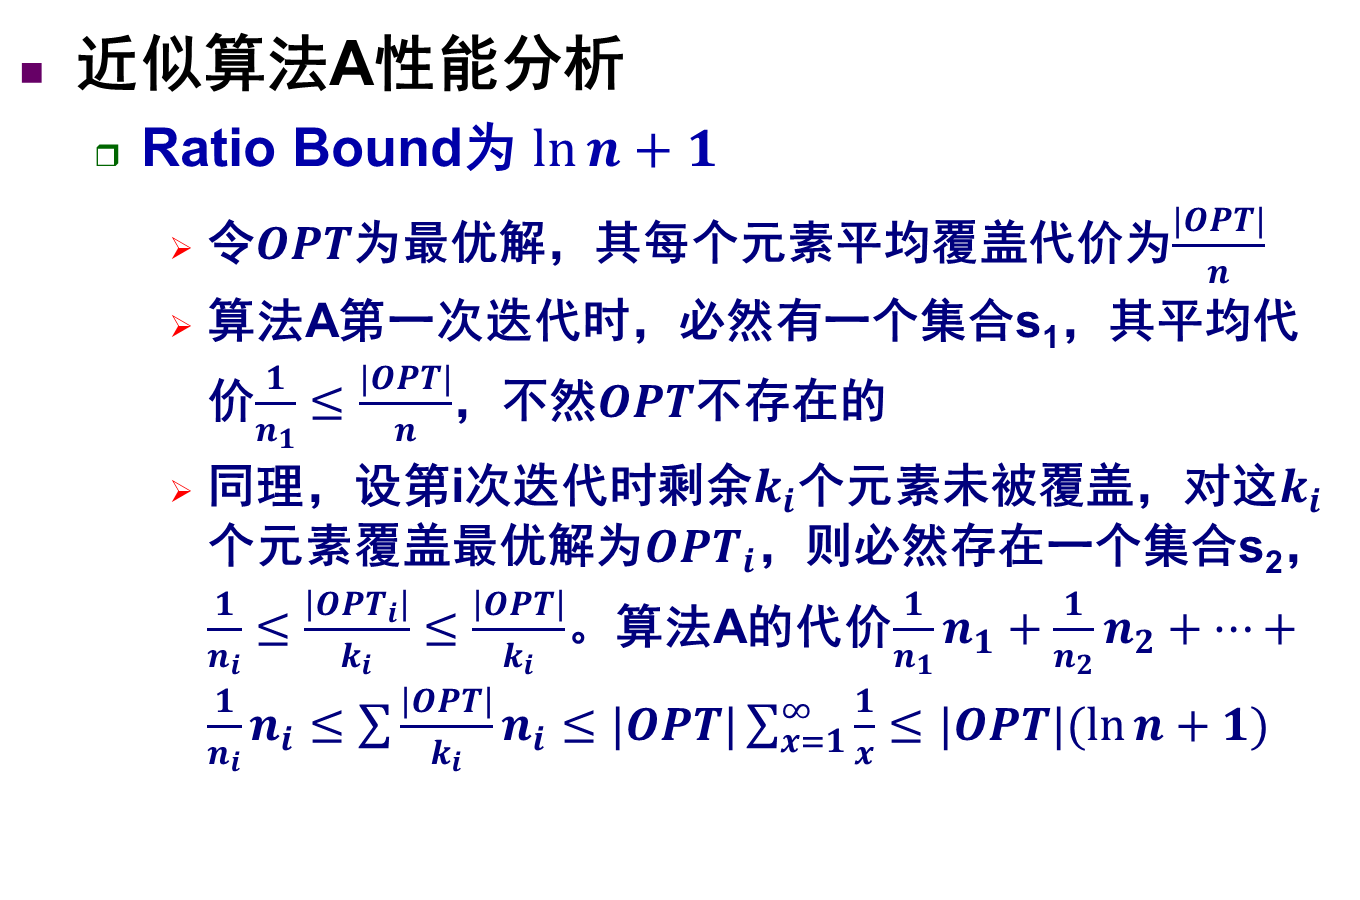 近似算法A性能分析
Ratio Bound为 ln n + 1
令OPT为最优解，其每个元素平均覆盖代价为|OPT|/n
算法A第一次迭代时，必然有一个集合s₁，其平均代
价1/n₁ ≤ |OPT|/n，不然OPT不存在的
同理，设第i次迭代时剩余kᵢ个元素未被覆盖，对这kᵢ
个元素覆盖最优解为OPTᵢ，则必然存在一个集合s₂，
1/nᵢ ≤ |OPTᵢ|/kᵢ ≤ |OPT|/kᵢ。算法A的代价1/n₁ n₁ + 1/n₂ n₂ + ⋯ +
1/nᵢ nᵢ ≤ ∑ |OPT|/kᵢ nᵢ ≤ |OPT| ∑_{x=1}^{∞} 1/x ≤ |OPT|(ln n + 1)